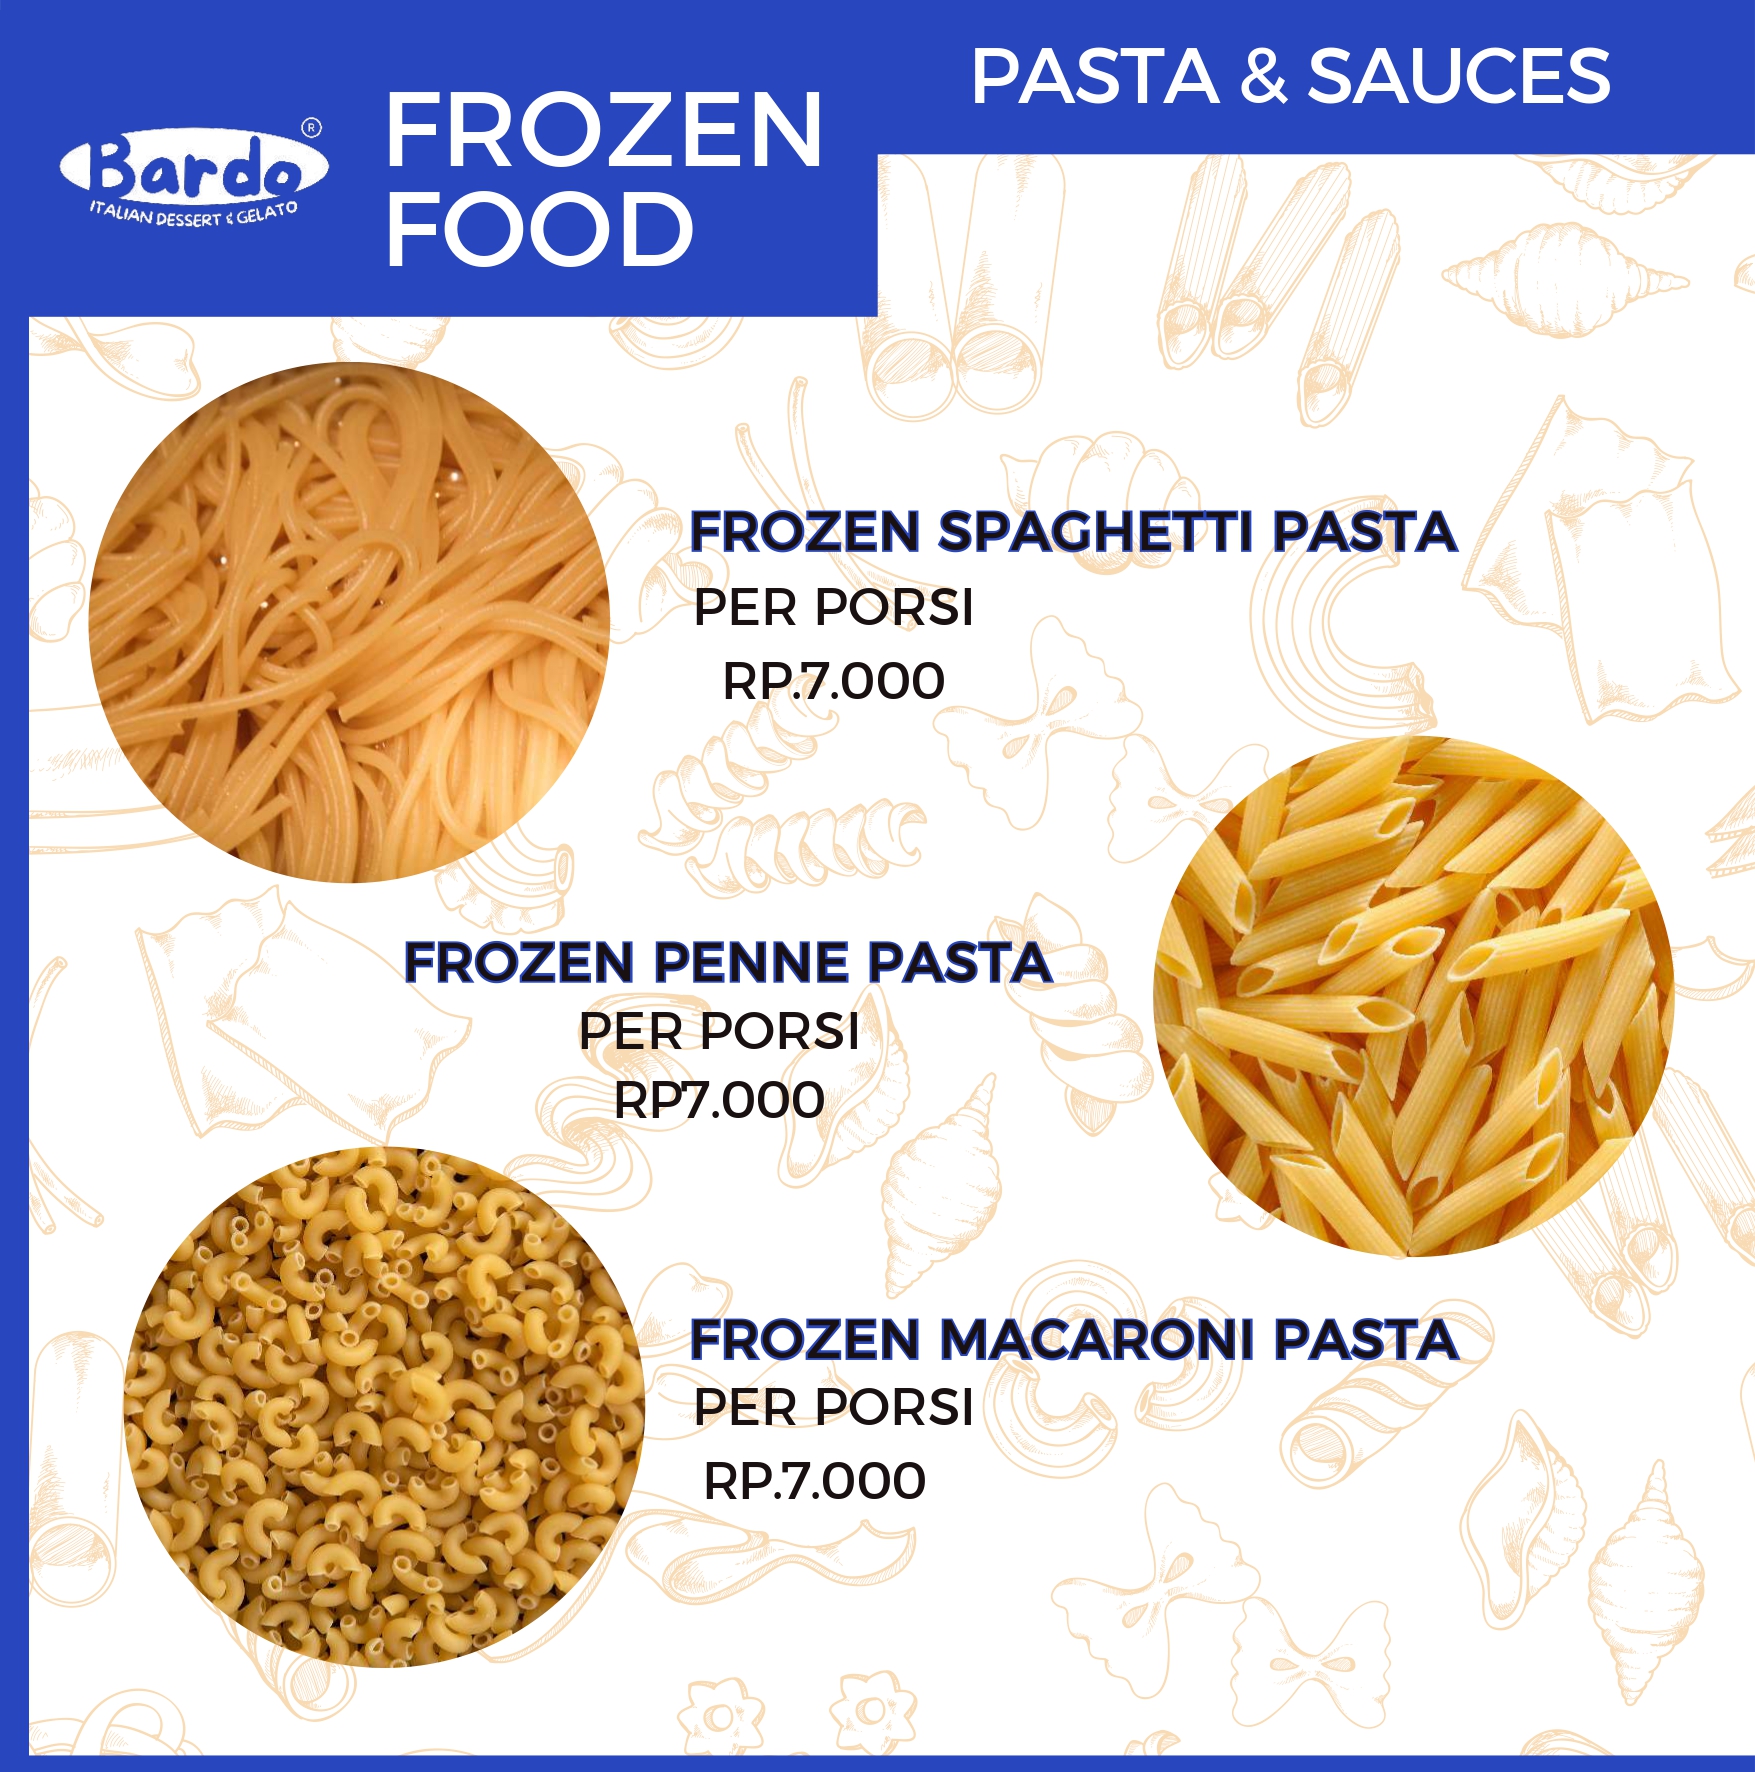 Bardo ®
ITALIAN DESSERT & GELATO
FROZEN
FOOD
PASTA & SAUCES
FROZEN SPAGHETTI PASTA
PER PORSI
RP.7.000
FROZEN PENNE PASTA
PER PORSI
RP7.000
FROZEN MACARONI PASTA
PER PORSI
RP.7.000